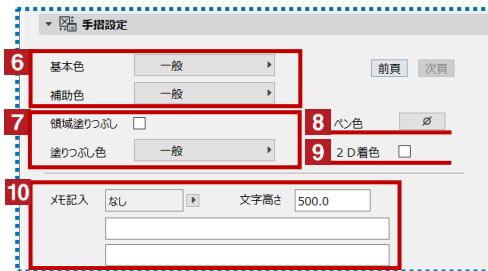 手摺設定
6 基本色 一般 前頁 次頁
補助色 一般
7 領域塗りつぶし 8 ペン色
塗りつぶし色 一般 9 2D着色
10 メモ記入 なし 文字高さ 500.0